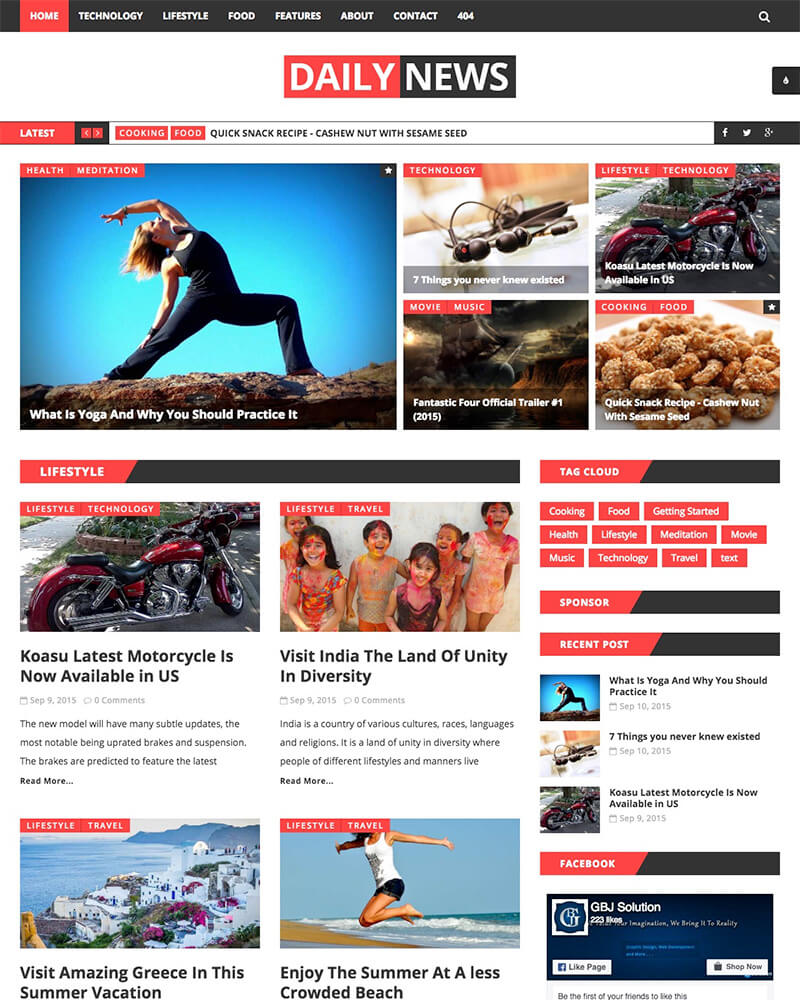 HOME TECHNOLOGY LIFESTYLE FOOD FEATURES ABOUT CONTACT 404
DAILY NEWS
LATEST COOKING FOOD QUICK SNACK RECIPE - CASHEW NUT WITH SESAME SEED
HEALTH MEDITATION
What Is Yoga And Why You Should Practice It
TECHNOLOGY
7 Things you never knew existed
LIFESTYLE TECHNOLOGY
Koasu Latest Motorcycle Is Now
Available in US
MOVIE MUSIC
Fantastic Four Official Trailer #1
(2015)
COOKING FOOD
Quick Snack Recipe - Cashew Nut
With Sesame Seed
LIFESTYLE
LIFESTYLE TECHNOLOGY
Koasu Latest Motorcycle Is
Now Available in US
Sep 9, 2015 0 Comments
The new model will have many subtle updates, the
most notable being uprated brakes and suspension.
The brakes are predicted to feature the latest
Read More...
LIFESTYLE TRAVEL
Visit India The Land Of Unity
In Diversity
Sep 9, 2015 0 Comments
India is a country of various cultures, races, languages
and religions. It is a land of unity in diversity where
people of different lifestyles and manners live
Read More...
LIFESTYLE TRAVEL
Visit Amazing Greece In This
Summer Vacation
LIFESTYLE TRAVEL
Enjoy The Summer At A less
Crowded Beach
TAG CLOUD
Cooking Food Getting Started
Health Lifestyle Meditation Movie
Music Technology Travel text
SPONSOR
RECENT POST
What Is Yoga And Why You Should
Practice It
Sep 10, 2015
7 Things you never knew existed
Sep 10, 2015
Koasu Latest Motorcycle Is Now
Available in US
Sep 9, 2015
FACEBOOK
GBJ Solution
223 likes
Your Imagination, We Bring It To Reality
Graphic Design, Web Development
and More . . .
Like Page Shop Now
Be the first of your friends to like this